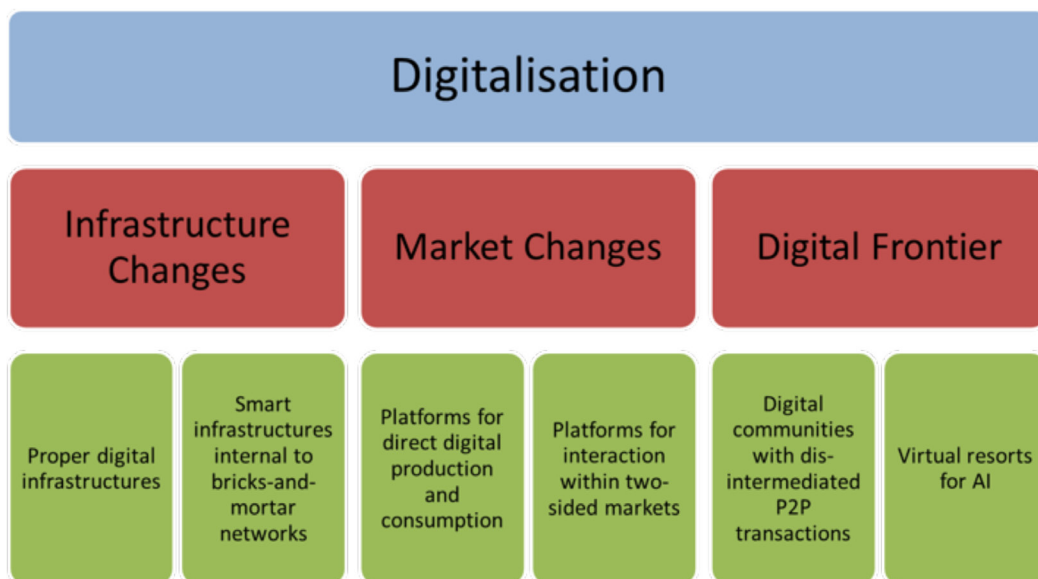 Digitalisation
Infrastructure
Changes
Market Changes
Digital Frontier
Proper digital
infrastructures
Smart
infrastructures
internal to
bricks-and-
mortar
networks
Platforms for
direct digital
production
and
consumption
Platforms for
interaction
within two-
sided markets
Digital
communities
with dis-
intermediated
P2P
transactions
Virtual resorts
for AI